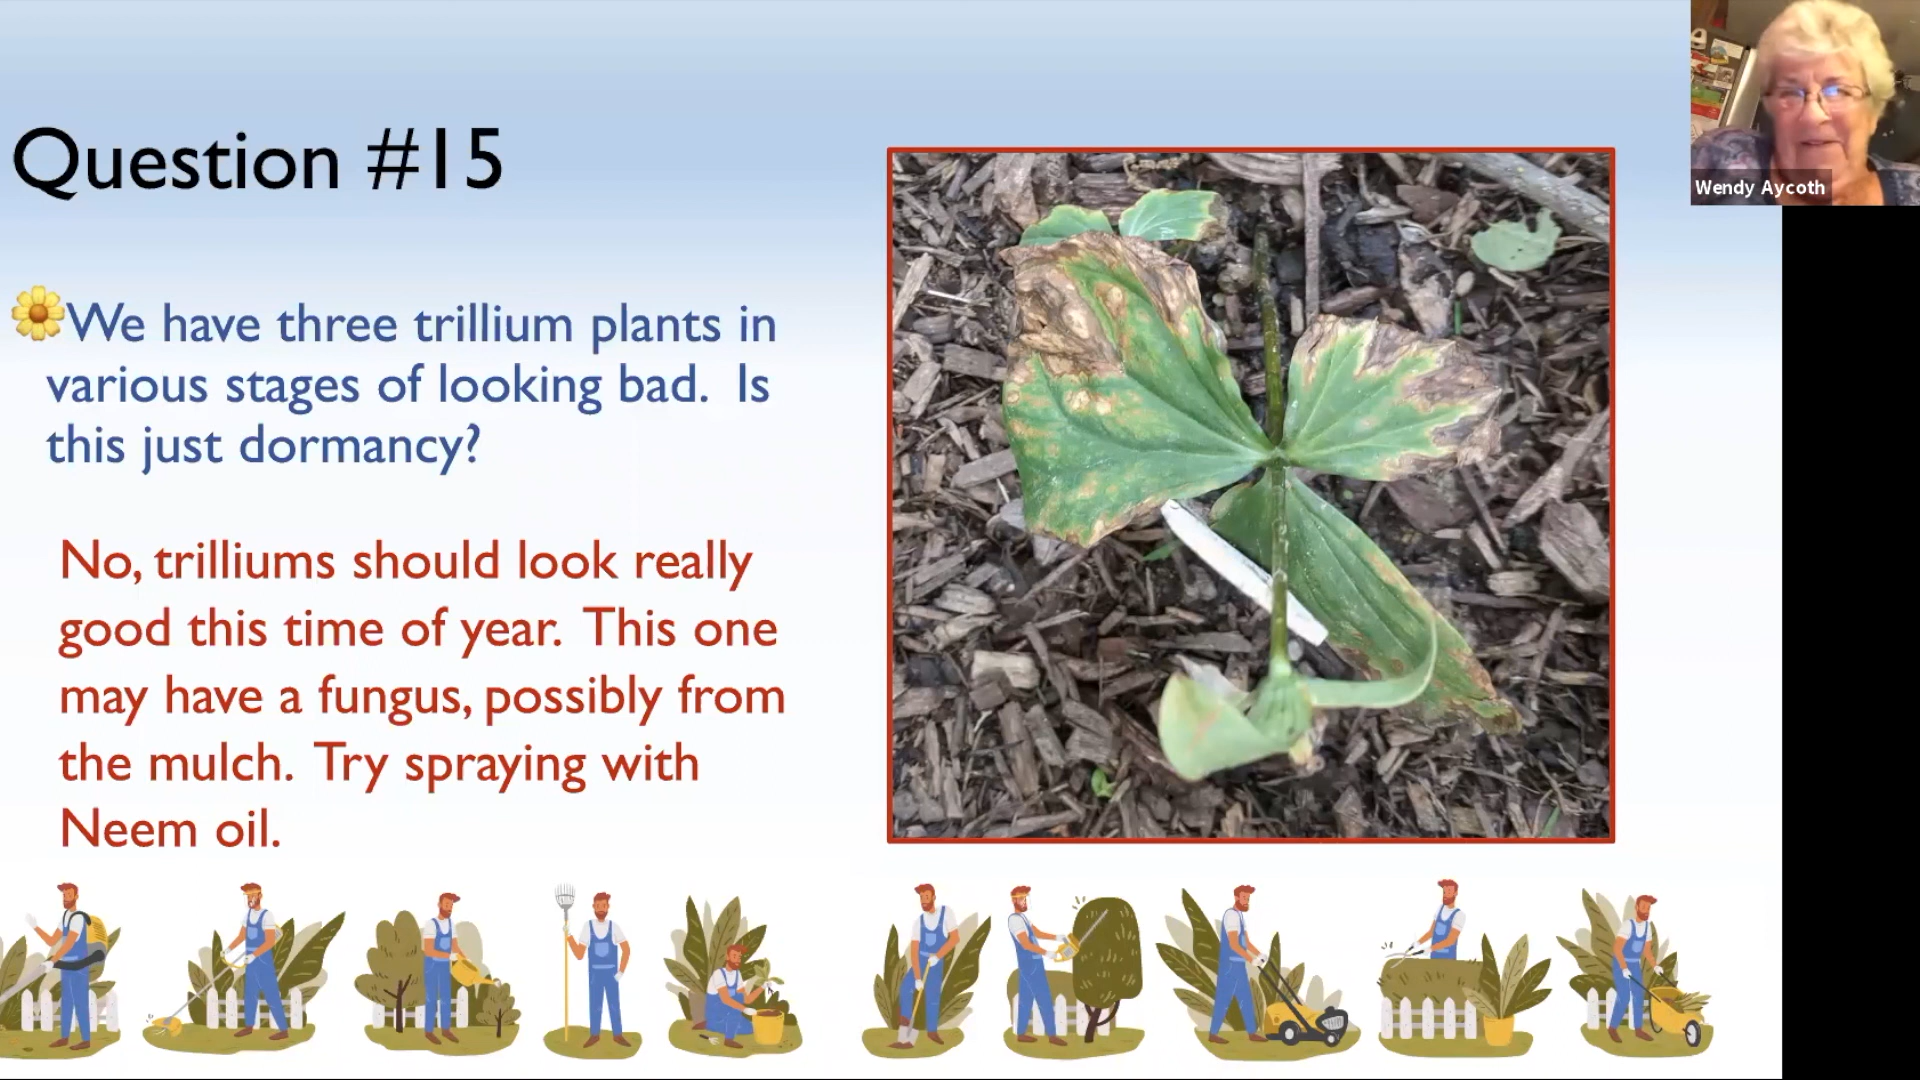 Question #15
Wendy Aycoth
We have three trillium plants in
various stages of looking bad.  Is
this just dormancy?
No, trilliums should look really
good this time of year.  This one
may have a fungus, possibly from
the mulch.  Try spraying with
Neem oil.